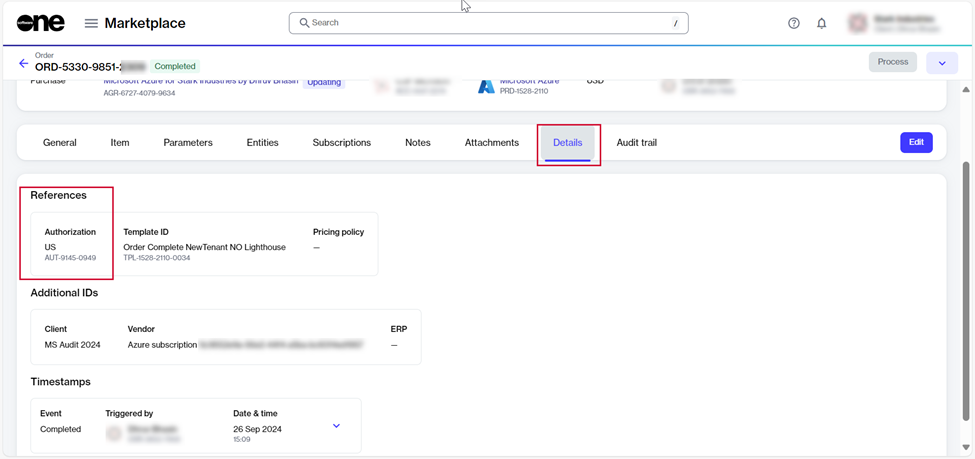 software
one
Marketplace
Search
/
Order
ORD-5330-9851-
Completed
Process
Purchase
Microsoft Azure for Stark Industries by Dhruv Bhasin
Updating
Microsoft Azure
USD
AGR-6727-4079-9634
PRD-1528-2110
General
Item
Parameters
Entities
Subscriptions
Notes
Attachments
Details
Audit trail
Edit
References
Authorization
Template ID
Pricing policy
US
Order Complete NewTenant NO Lighthouse
—
AUT-9145-0949
TPL-1528-2110-0034
Additional IDs
Client
Vendor
ERP
MS Audit 2024
Azure subscription
—
Timestamps
Event
Triggered by
Date & time
Completed
26 Sep 2024
15:09